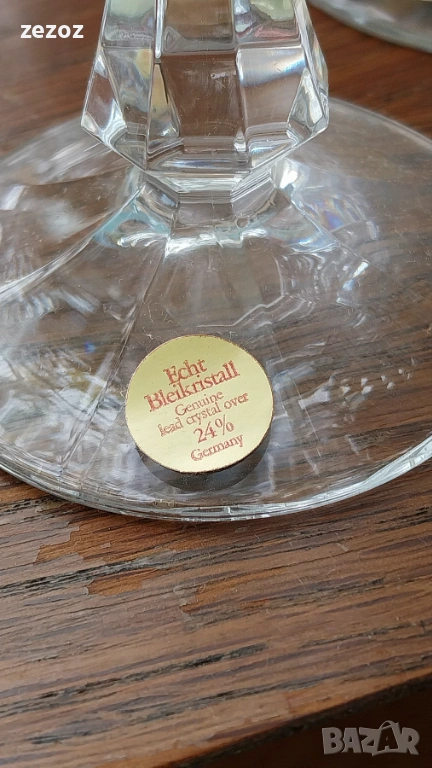 zezoz
Echt
Bleikristall
Genuine
lead crystal over
24%
Germany
BAZAR